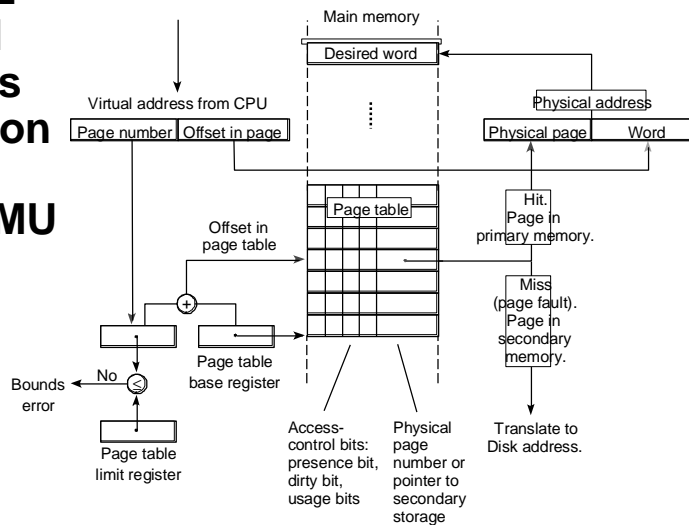 s
on
MU
Main memory
Desired word
Virtual address from CPU
Page number
Offset in page
Physical address
Physical page
Word
Page table
Offset in
page table
Hit.
Page in
primary memory.
Miss
(page fault).
Page in
secondary
memory.
+
Page table
base register
No
≤
Bounds
error
Page table
limit register
Access-
control bits:
presence bit,
dirty bit,
usage bits
Physical
page
number or
pointer to
secondary
storage
Translate to
Disk address.